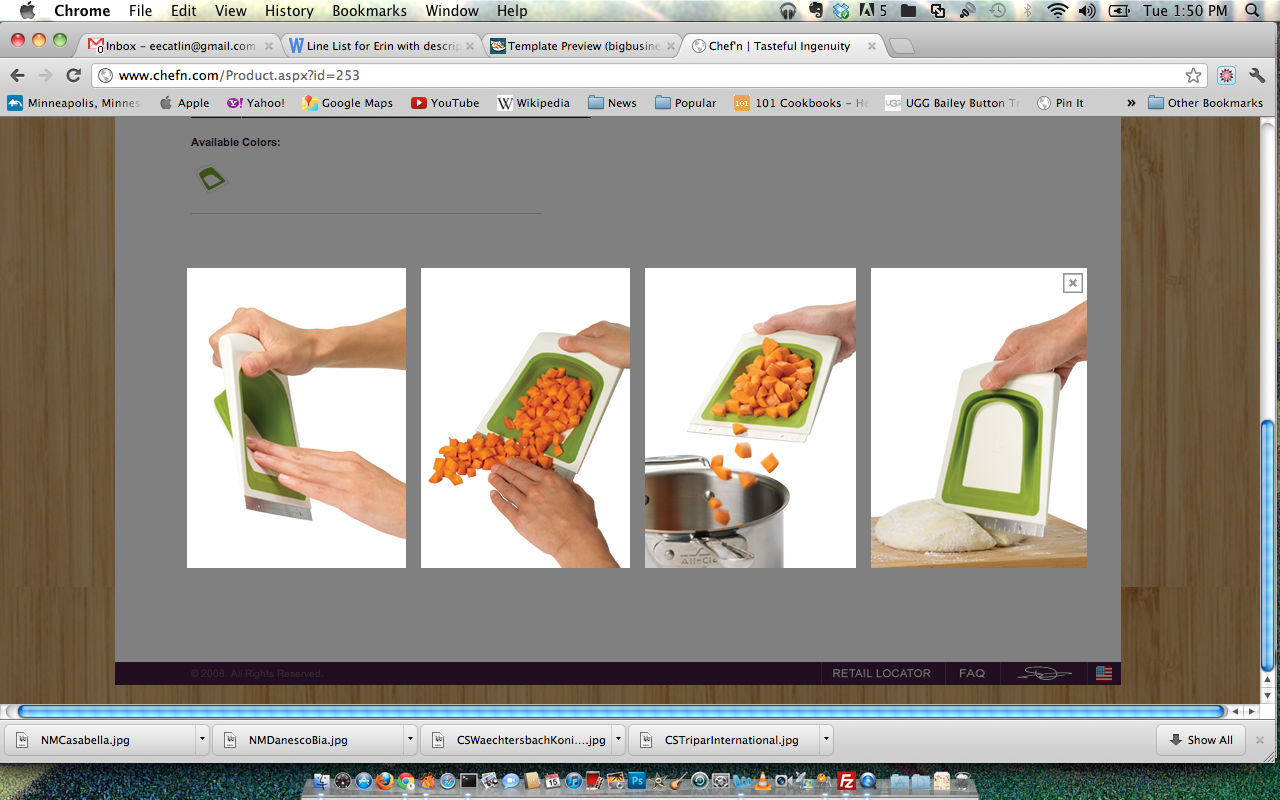 Chrome File Edit View History Bookmarks Window Help 5 Tue 1:50 PM
Inbox - eecatlin@gmail.com Line List for Erin with descrip Template Preview (bigbusine Chef'n | Tasteful Ingenuity
www.chefn.com/Product.aspx?id=253
Minneapolis, Minnes Apple Yahoo! Google Maps YouTube Wikipedia News Popular 101 101 Cookbooks – He UGG UGG Bailey Button Tr Pin It » Other Bookmarks
Available Colors:
All-Cla
© 2008. All Rights Reserved. RETAIL LOCATOR FAQ
NMCasabella.jpg NMDanescoBia.jpg CSWaechtersbachKoni....jpg CSTriparInternational.jpg Show All